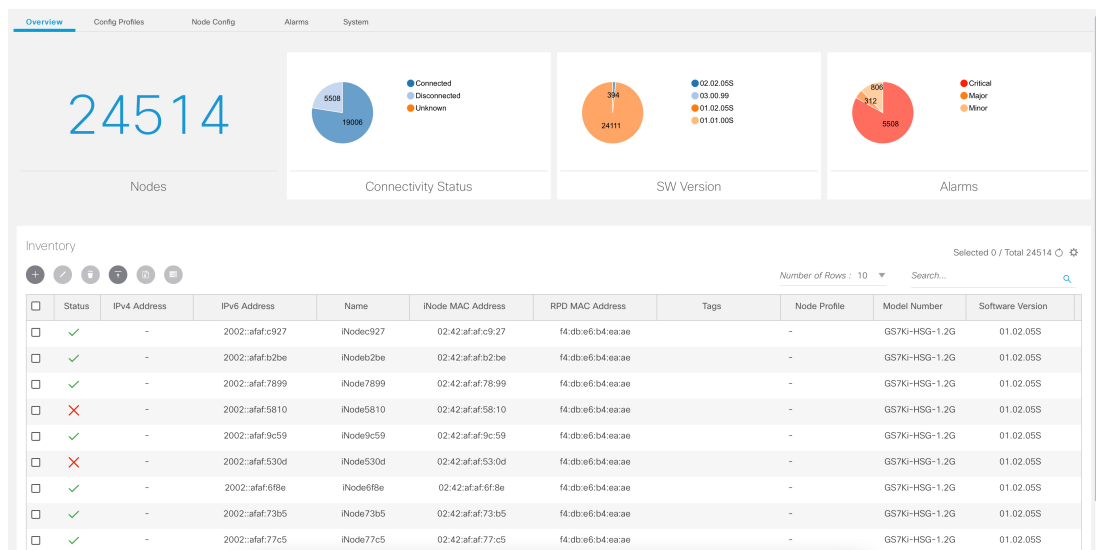 Overview Config Profiles Node Config Alarms System
24514
Nodes
5508
19006
Connected
Disconnected
Unknown
Connectivity Status
394
24111
02.02.05S
03.00.99
01.02.05S
01.01.00S
SW Version
806
312
5508
Critical
Major
Minor
Alarms
Inventory
Selected 0 / Total 24514
Number of Rows : 10 Search...
Status IPv4 Address IPv6 Address Name iNode MAC Address RPD MAC Address Tags Node Profile Model Number Software Version
- 2002::afaf:c927 iNodec927 02:42:af:af:c9:27 f4:db:e6:b4:ea:ae - GS7Ki-HSG-1.2G 01.02.05S
- 2002::afaf:b2be iNodeb2be 02:42:af:af:b2:be f4:db:e6:b4:ea:ae - GS7Ki-HSG-1.2G 01.02.05S
- 2002::afaf:7899 iNode7899 02:42:af:af:78:99 f4:db:e6:b4:ea:ae - GS7Ki-HSG-1.2G 01.02.05S
- 2002::afaf:5810 iNode5810 02:42:af:af:58:10 f4:db:e6:b4:ea:ae - GS7Ki-HSG-1.2G 01.02.05S
- 2002::afaf:9c59 iNode9c59 02:42:af:af:9c:59 f4:db:e6:b4:ea:ae - GS7Ki-HSG-1.2G 01.02.05S
- 2002::afaf:530d iNode530d 02:42:af:af:53:0d f4:db:e6:b4:ea:ae - GS7Ki-HSG-1.2G 01.02.05S
- 2002::afaf:6f8e iNode6f8e 02:42:af:af:6f:8e f4:db:e6:b4:ea:ae - GS7Ki-HSG-1.2G 01.02.05S
- 2002::afaf:73b5 iNode73b5 02:42:af:af:73:b5 f4:db:e6:b4:ea:ae - GS7Ki-HSG-1.2G 01.02.05S
- 2002::afaf:77c5 iNode77c5 02:42:af:af:77:c5 f4:db:e6:b4:ea:ae - GS7Ki-HSG-1.2G 01.02.05S